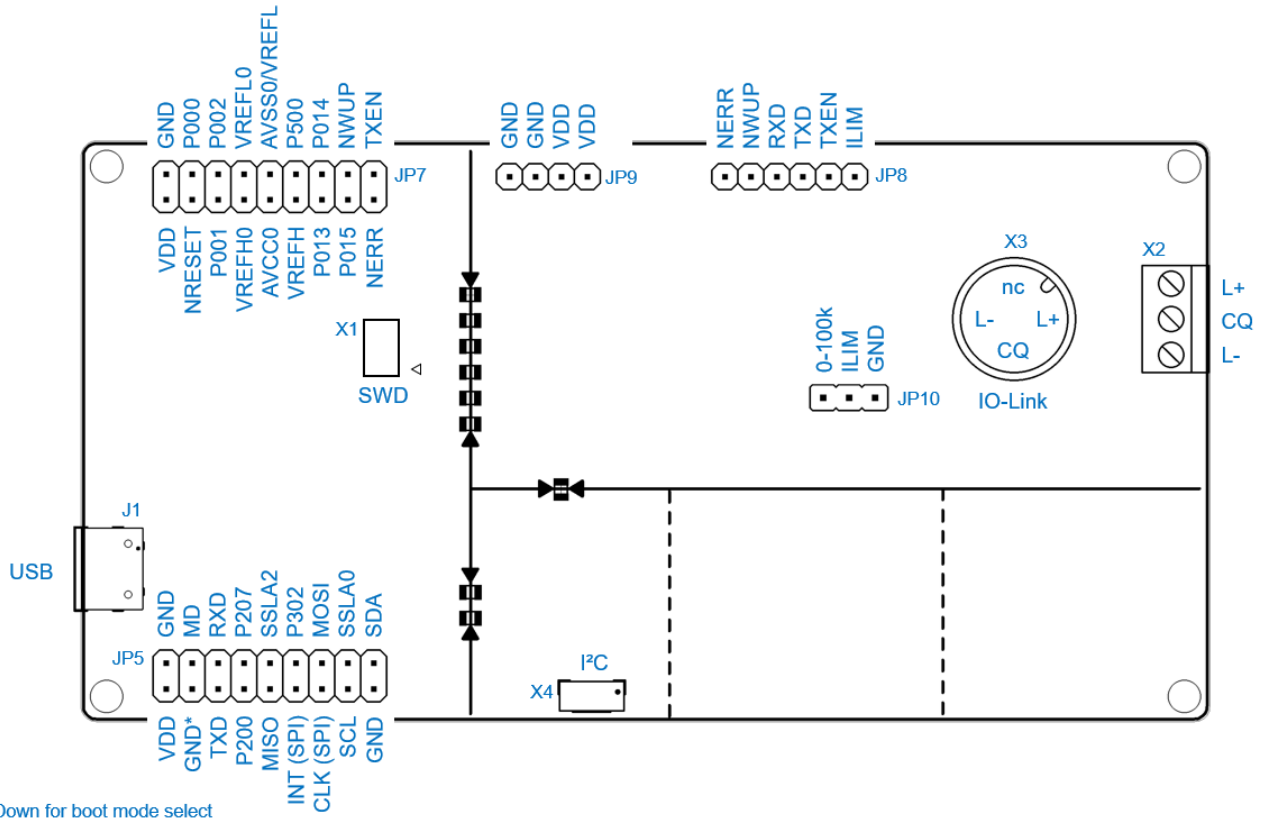 GND
P000
P002
VREFL0
AVSS0/VREFL
P500
P014
NWUP
TXEN
JP7
VDD
NRESET
P001
VREFH0
AVCC0
VREFH
P013
P015
NERR
GND
GND
VDD
VDD
JP9
NERR
NWUP
RXD
TXD
TXEN
ILIM
JP8
X3
nc
L-
L+
CQ
IO-Link
X2
L+
CQ
L-
X1
SWD
0-100k
ILIM
GND
JP10
J1
USB
GND
MD
RXD
P207
SSLA2
P302
MOSI
SSLA0
SDA
JP5
VDD
GND*
TXD
P200
MISO
INT (SPI)
CLK (SPI)
SCL
GND
I²C
X4
Down for boot mode select